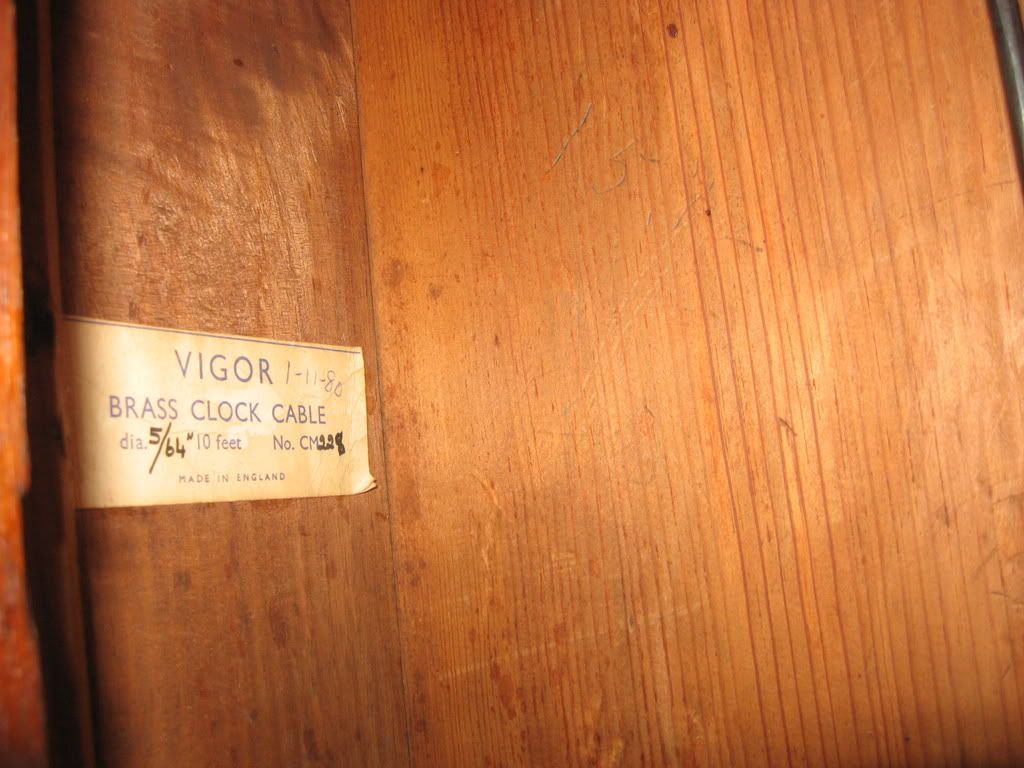 VIGOR 1-11-80
BRASS CLOCK CABLE
dia. 5/64" 10 feet No. CM228
MADE IN ENGLAND